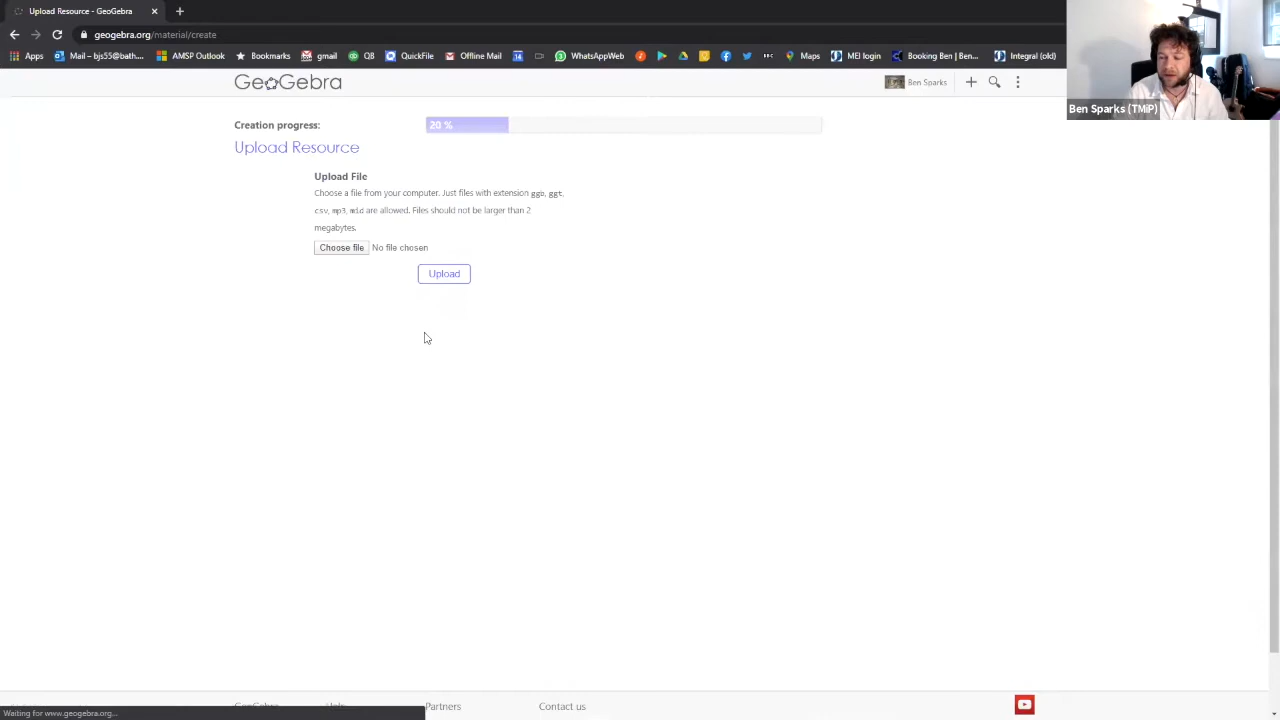 Upload Resource - GeoGebra
geogebra.org/material/create
Apps Mail – bjs55@bath.... AMSP Outlook Bookmarks gmail QB QuickFile Offline Mail 14 WhatsAppWeb Maps MEI login Booking Ben | Ben... Integral (old)
GeoGebra Ben Sparks
Ben Sparks (TMiP)
Creation progress: 20 %
Upload Resource
Upload File
Choose a file from your computer. Just files with extension ggb, ggt,
csv, mp3, mid are allowed. Files should not be larger than 2
megabytes.
Choose file No file chosen
Upload
Partners Contact us
Waiting for www.geogebra.org...